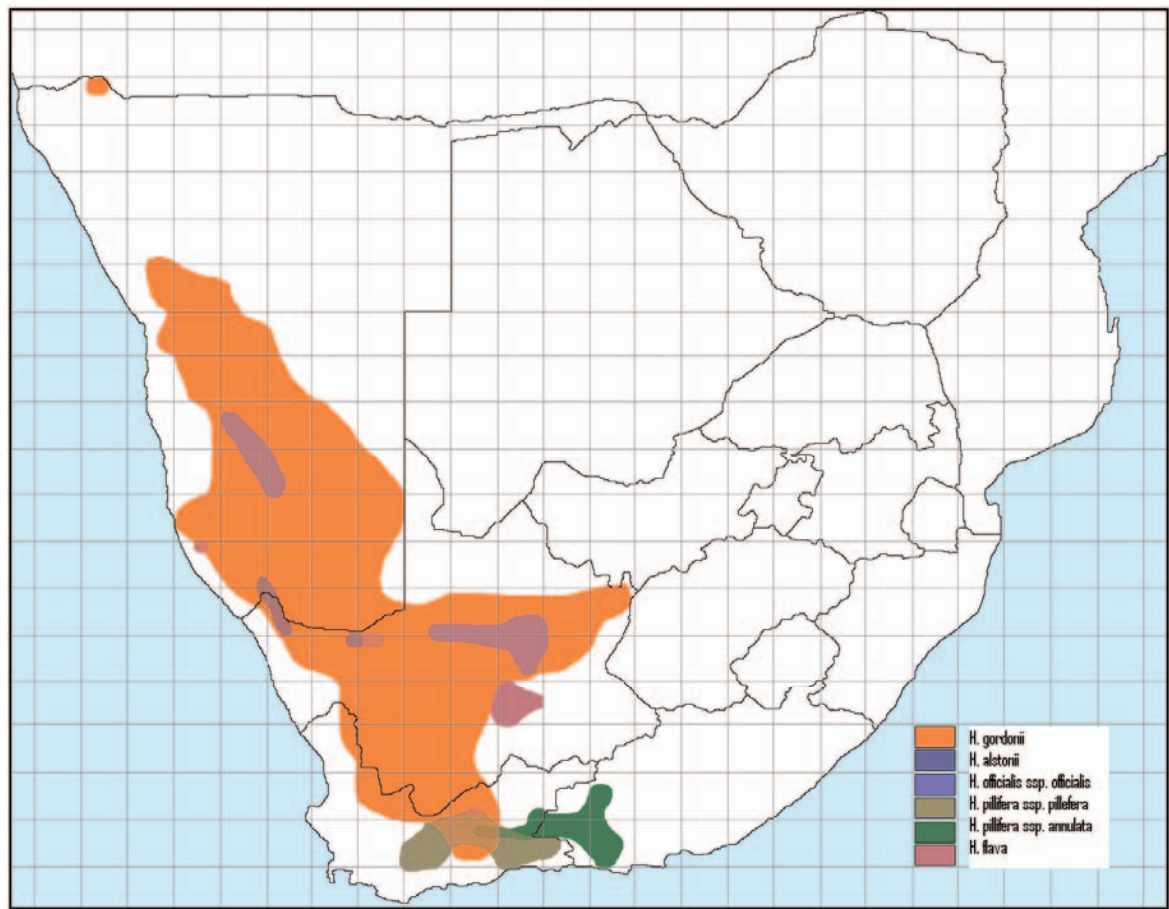 H. gordonii
H. alstonii
H. officialis ssp. officialis
H. pillifera ssp. pillefera
H. pillifera ssp. annulata
H. flava